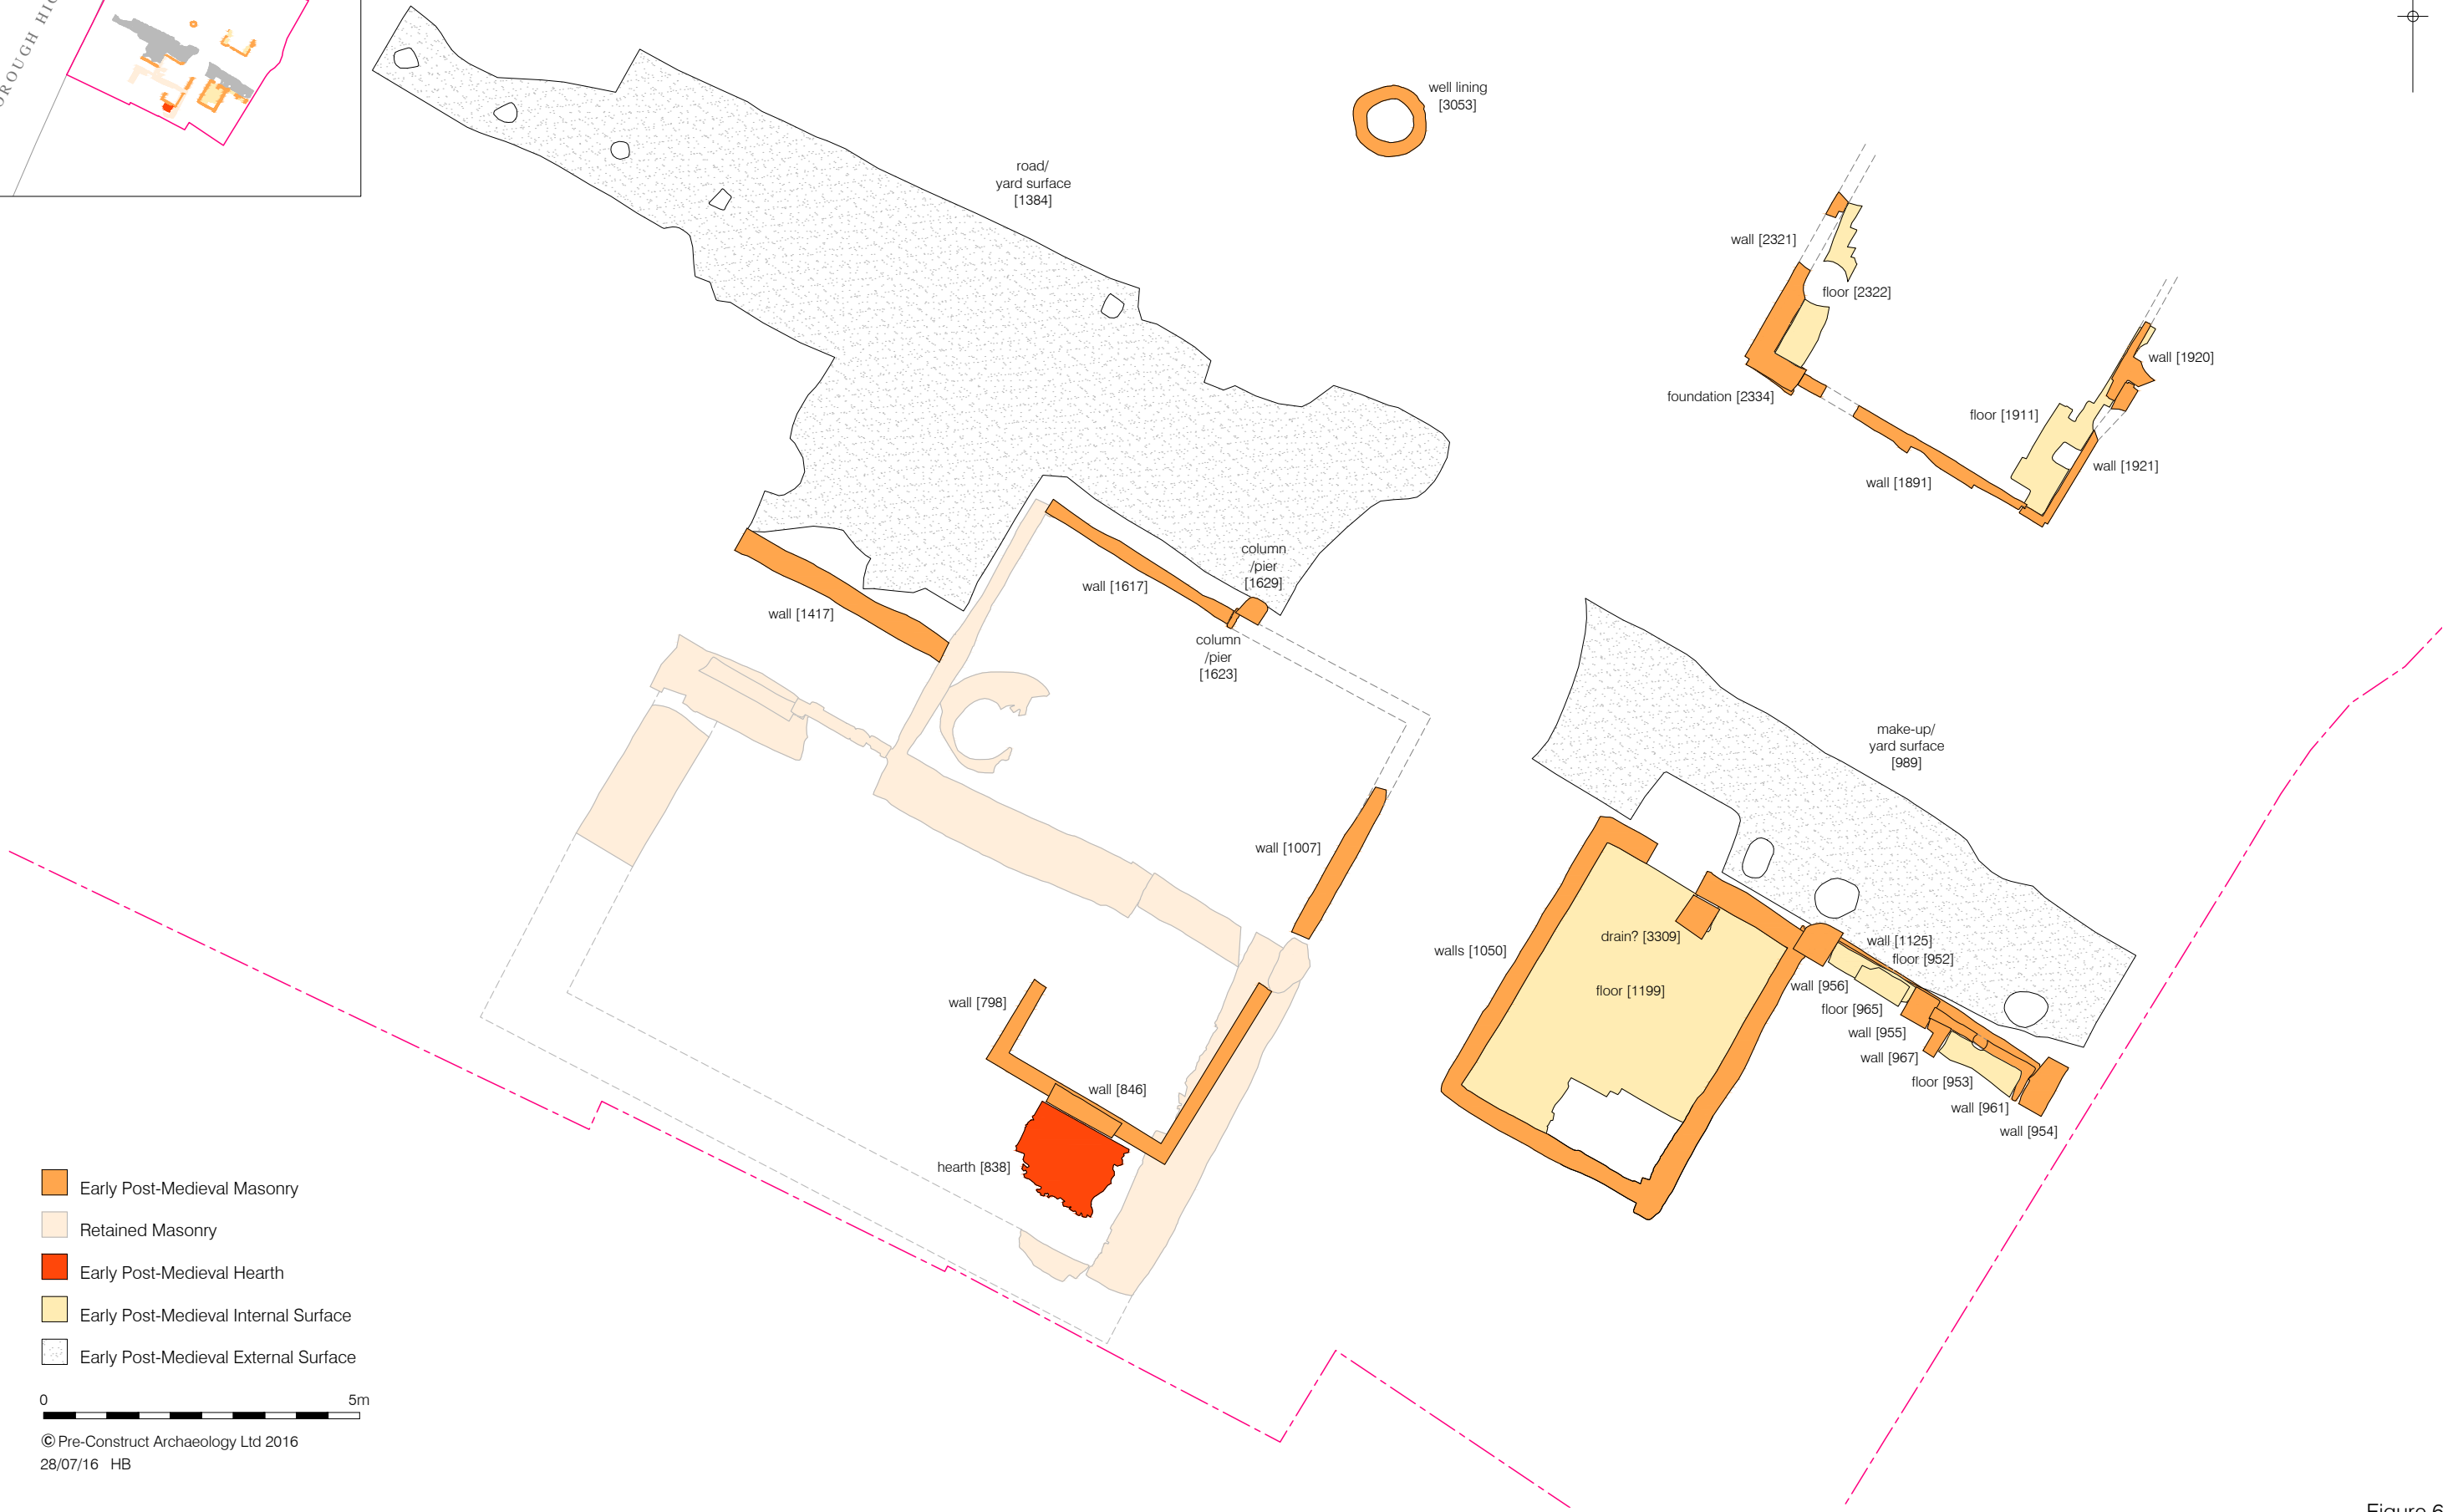 well lining
[3053]
road/
yard surface
[1384]
wall [2321]
floor [2322]
wall [1920]
foundation [2334]
floor [1911]
wall [1921]
wall [1891]
column
/pier
[1629]
wall [1617]
wall [1417]
column
/pier
[1623]
make-up/
yard surface
[989]
wall [1007]
drain? [3309]
walls [1050]
wall [1125]
floor [952]
floor [1199]
wall [956]
wall [798]
floor [965]
wall [955]
wall [967]
floor [953]
wall [846]
wall [961]
wall [954]
hearth [838]
Early Post-Medieval Masonry
Retained Masonry
Early Post-Medieval Hearth
Early Post-Medieval Internal Surface
Early Post-Medieval External Surface
0 5m
© Pre-Construct Archaeology Ltd 2016
28/07/16 HB